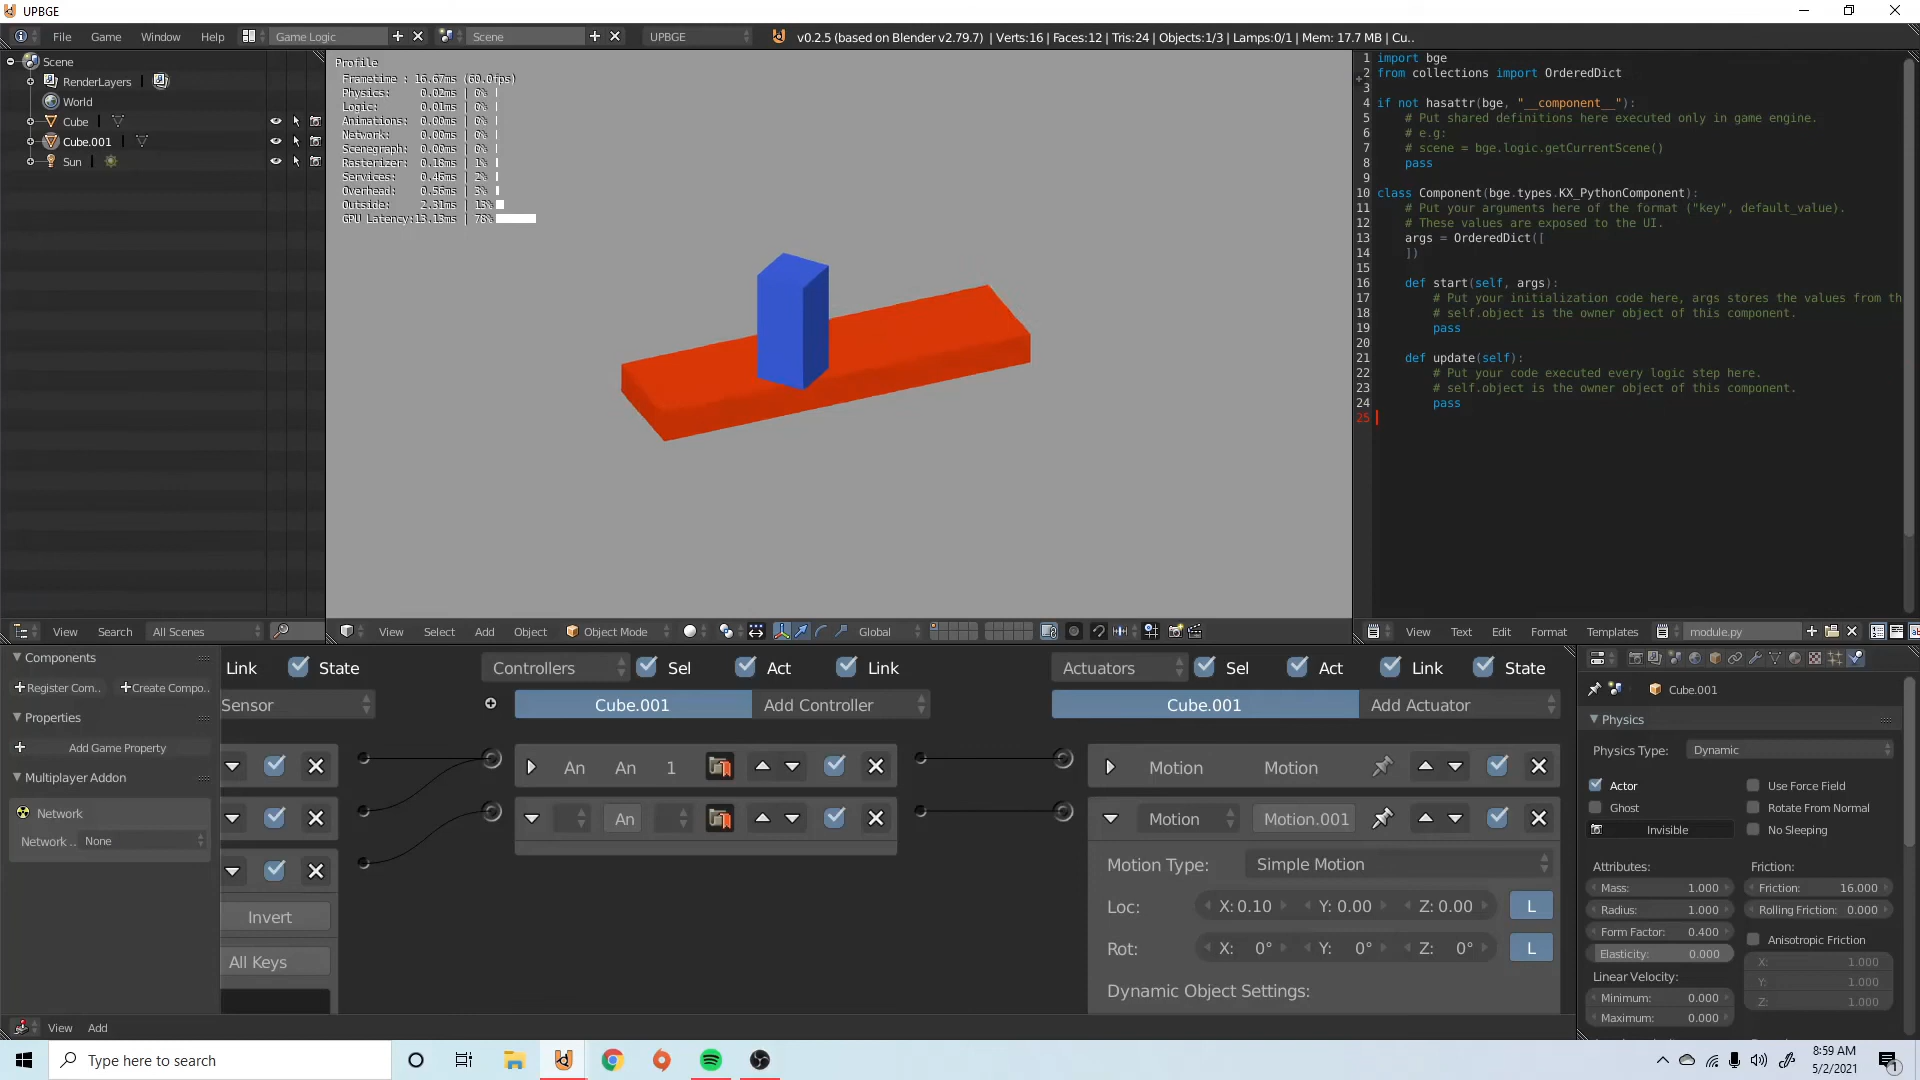 UPBGE
File Game Window Help Game Logic Scene UPBGE v0.2.5 (based on Blender v2.79.7) | Verts:16 | Faces:12 | Tris:24 | Objects:1/3 | Lamps:0/1 | Mem: 17.7 MB | Cu..
Scene
RenderLayers
World
Cube
Cube.001
Sun
View Search All Scenes
Profile
Frametime : 16.67ms (60.0fps)
Physics: 0.02ms | 0%
Logic: 0.01ms | 0%
Animations: 0.00ms | 0%
Network: 0.00ms | 0%
Scenegraph: 0.00ms | 0%
Rasterizer: 0.18ms | 1%
Services: 0.46ms | 2%
Overhead: 0.56ms | 3%
Outside: 2.31ms | 13%
GPU Latency:13.13ms | 78%
View Select Add Object Object Mode Global
1 import bge
2 from collections import OrderedDict
3
4 if not hasattr(bge, "__component__"):
5 # Put shared definitions here executed only in game engine.
6 # e.g:
7 # scene = bge.logic.getCurrentScene()
8 pass
9
10 class Component(bge.types.KX_PythonComponent):
11 # Put your arguments here of the format ("key", default_value).
12 # These values are exposed to the UI.
13 args = OrderedDict([
14 ])
15
16 def start(self, args):
17 # Put your initialization code here, args stores the values from th
18 # self.object is the owner object of this component.
19 pass
20
21 def update(self):
22 # Put your code executed every logic step here.
23 # self.object is the owner object of this component.
24 pass
25
View Text Edit Format Templates module.py
Components
Register Com.. Create Compo..
Properties
Add Game Property
Multiplayer Addon
Network
Network .. None
Link State
Sensor
Invert
All Keys
Controllers Sel Act Link
Cube.001 Add Controller
An An 1
An
Actuators Sel Act Link State
Cube.001 Add Actuator
Motion Motion
Motion Motion.001
Motion Type: Simple Motion
Loc: X:0.10 Y: 0.00 Z: 0.00 L
Rot: X: 0° Y: 0° Z: 0° L
Dynamic Object Settings:
View Add
Cube.001
Physics
Physics Type: Dynamic
Actor Use Force Field
Ghost Rotate From Normal
Invisible No Sleeping
Attributes: Friction:
Mass: 1.000 Friction: 16.000
Radius: 1.000 Rolling Friction: 0.000
Form Factor: 0.400
Elasticity: 0.000 Anisotropic Friction
Linear Velocity: X: 1.000
Minimum: 0.000 Y: 1.000
Maximum: 0.000 Z: 1.000
Type here to search
8:59 AM
5/2/2021
1